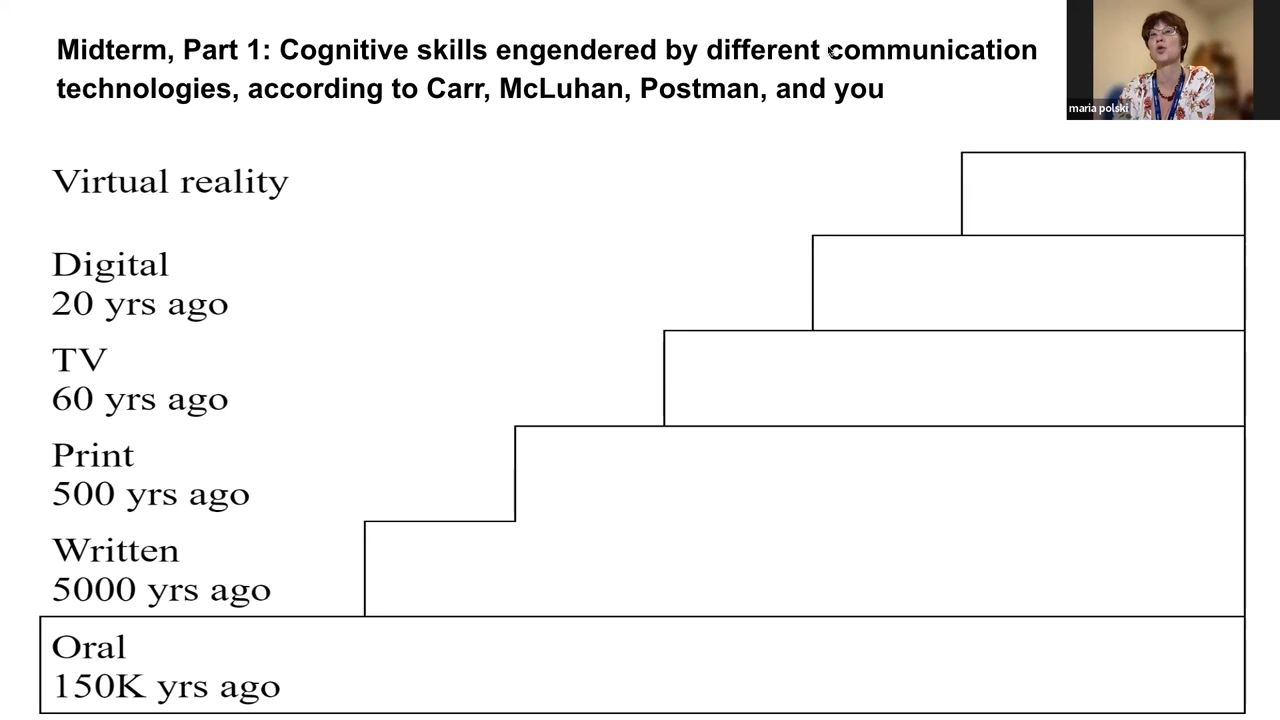 Midterm, Part 1: Cognitive skills engendered by different communication
technologies, according to Carr, McLuhan, Postman, and you
maria polski
Virtual reality
Digital
20 yrs ago
TV
60 yrs ago
Print
500 yrs ago
Written
5000 yrs ago
Oral
150K yrs ago